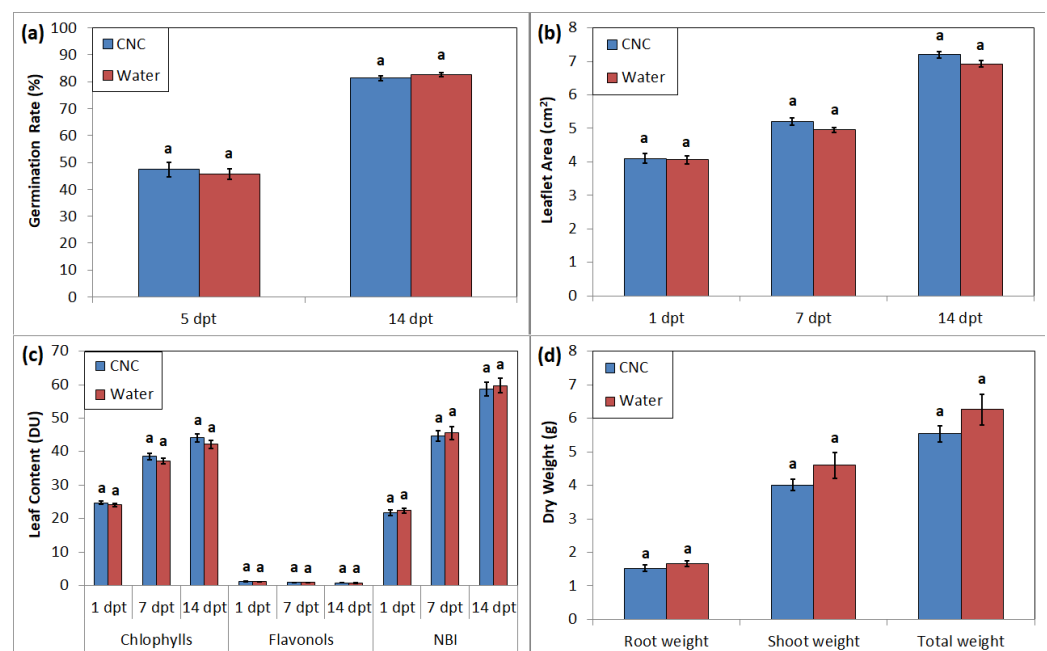 (a)
CNC
Water
Germination Rate (%)
100
90
80
70
60
50
40
30
20
10
0
a a a a
5 dpt 14 dpt
(b)
CNC
Water
Leaflet Area (cm²)
8
7
6
5
4
3
2
1
0
a a a a a a
1 dpt 7 dpt 14 dpt
(c)
CNC
Water
Leaf Content (DU)
70
60
50
40
30
20
10
0
a a a a a a a a a a a a a a a a a a
1 dpt 7 dpt 14 dpt 1 dpt 7 dpt 14 dpt 1 dpt 7 dpt 14 dpt
Chlophylls Flavonols NBI
(d)
CNC
Water
Dry Weight (g)
8
7
6
5
4
3
2
1
0
a a a a a a
Root weight Shoot weight Total weight